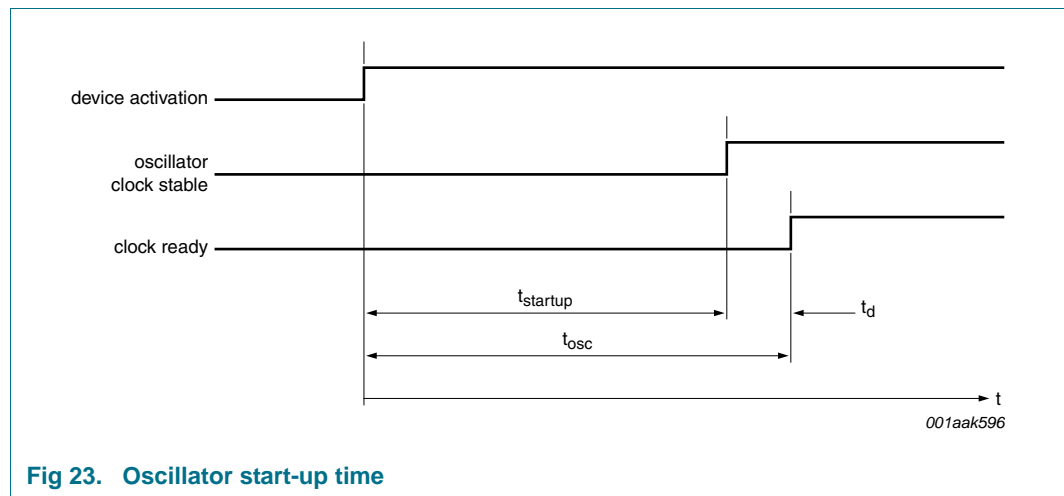 device activation
oscillator
clock stable
clock ready
tstartup
td
tosc
t
001aak596
Fig 23. Oscillator start-up time